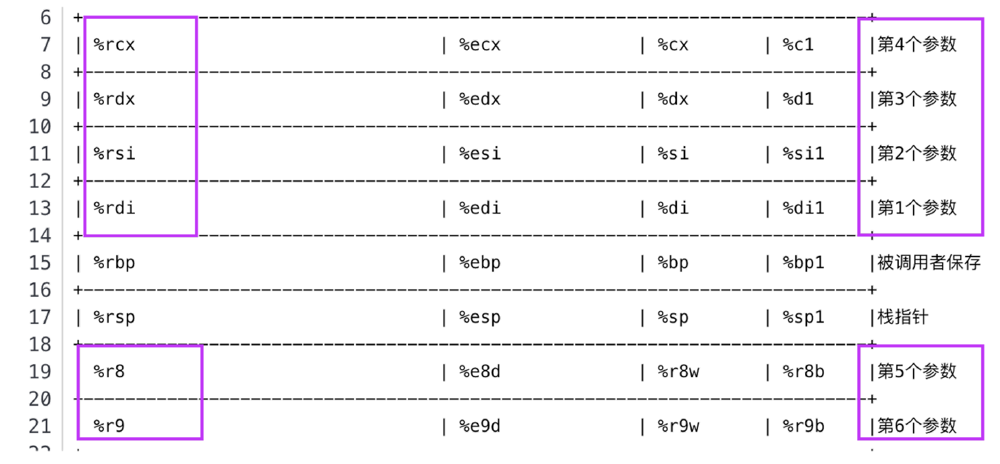 6 +---------------------------------------------------------------------------+
7 | %rcx | %ecx | %cx | %c1 |第4个参数
8 +---------------------------------------------------------------------------+
9 | %rdx | %edx | %dx | %d1 |第3个参数
10 +---------------------------------------------------------------------------+
11 | %rsi | %esi | %si | %si1 |第2个参数
12 +---------------------------------------------------------------------------+
13 | %rdi | %edi | %di | %di1 |第1个参数
14 +---------------------------------------------------------------------------+
15 | %rbp | %ebp | %bp | %bp1 |被调用者保存
16 +---------------------------------------------------------------------------+
17 | %rsp | %esp | %sp | %sp1 |栈指针
18 +---------------------------------------------------------------------------+
19 %r8 | %e8d | %r8w | %r8b |第5个参数
20 +---------------------------------------------------------------------------+
21 %r9 | %e9d | %r9w | %r9b |第6个参数